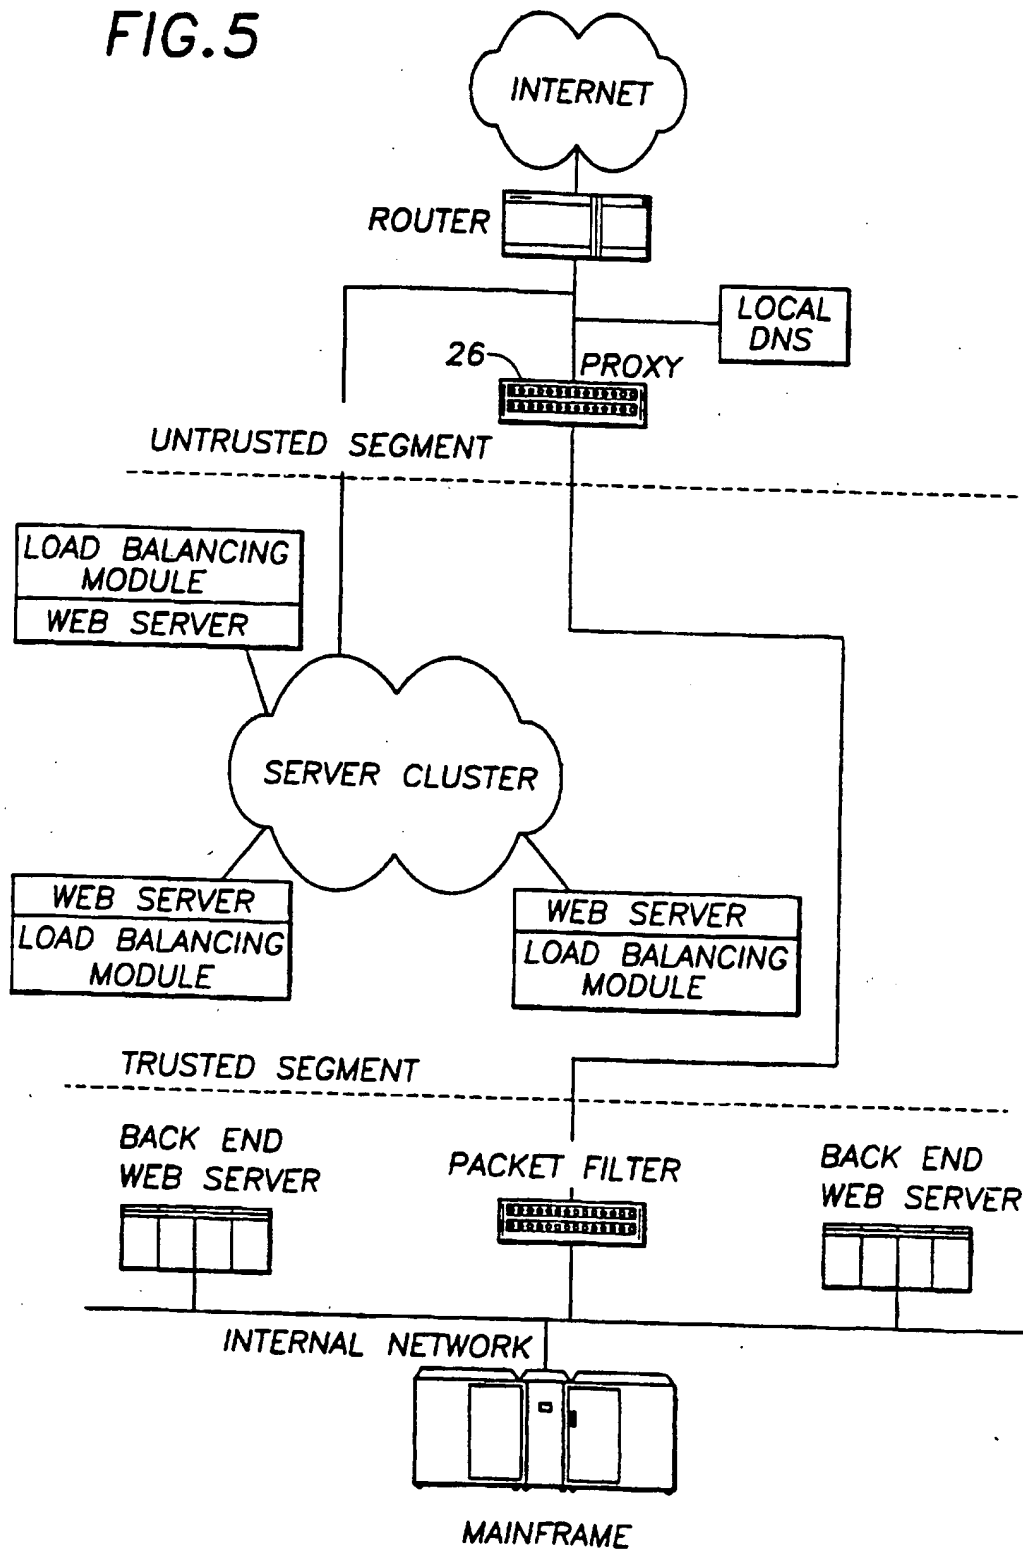 FIG.5
INTERNET
ROUTER
LOCAL
DNS
26
PROXY
UNTRUSTED SEGMENT
LOAD BALANCING
MODULE
WEB SERVER
SERVER CLUSTER
WEB SERVER
LOAD BALANCING
MODULE
WEB SERVER
LOAD BALANCING
MODULE
TRUSTED SEGMENT
BACK END
WEB SERVER
PACKET FILTER
BACK END
WEB SERVER
INTERNAL NETWORK
MAINFRAME